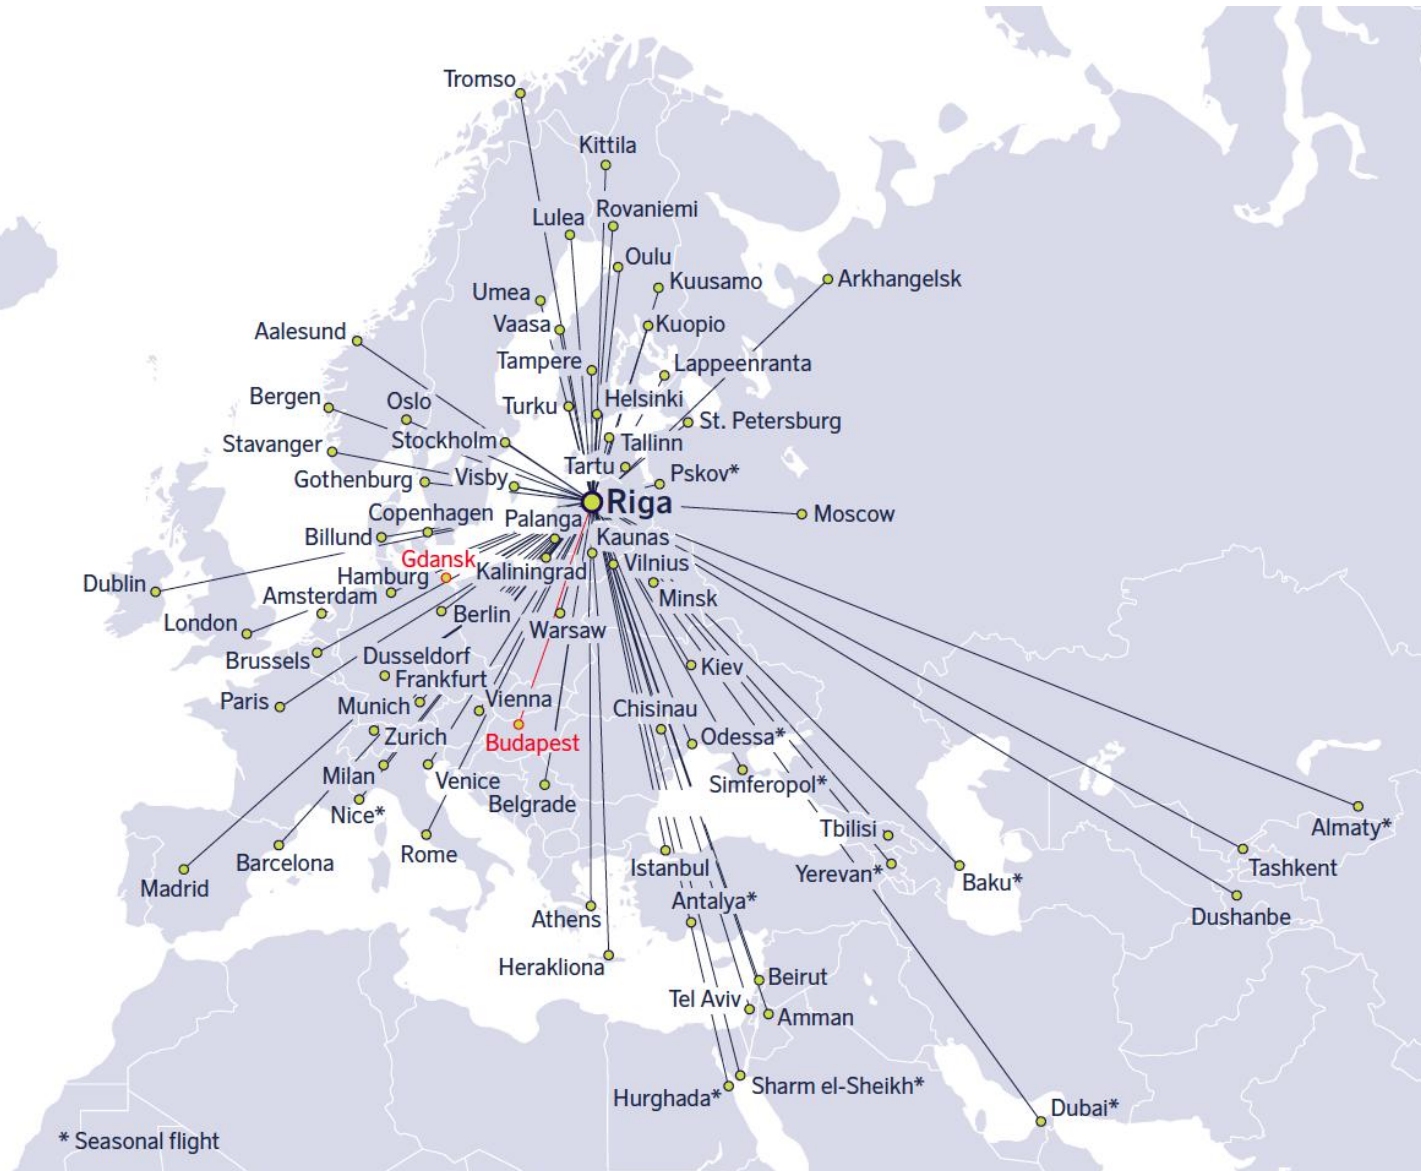 Tromso
Kittila
Rovaniemi
Lulea
Oulu
Kuusamo
Arkhangelsk
Umea
Vaasa
Kuopio
Aalesund
Tampere
Lappeenranta
Bergen
Oslo
Turku
Helsinki
St. Petersburg
Stavanger
Stockholm
Tallinn
Tartu
Pskov*
Gothenburg
Visby
Riga
Copenhagen
Palanga
Moscow
Billund
Kaunas
Gdansk
Vilnius
Dublin
Hamburg
Kaliningrad
Amsterdam
Minsk
London
Berlin
Warsaw
Brussels
Dusseldorf
Kiev
Frankfurt
Paris
Munich
Vienna
Chisinau
Zurich
Budapest
Odessa*
Milan
Venice
Simferopol*
Nice*
Belgrade
Tbilisi
Almaty*
Rome
Barcelona
Istanbul
Tashkent
Yerevan*
Baku*
Madrid
Antalya*
Athens
Dushanbe
Herakliona
Beirut
Tel Aviv
Amman
Sharm el-Sheikh*
Hurghada*
Dubai*
* Seasonal flight